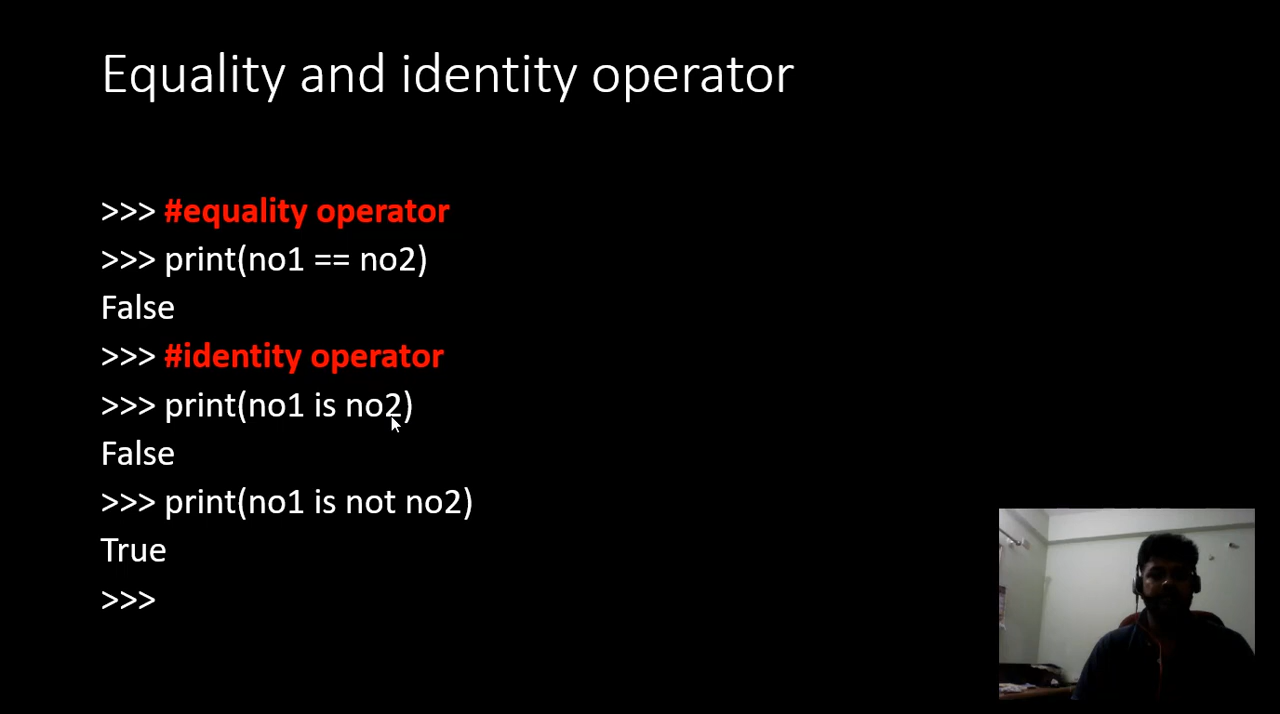 Equality and identity operator
>>> #equality operator
>>> print(no1 == no2)
False
>>> #identity operator
>>> print(no1 is no2)
False
>>> print(no1 is not no2)
True
>>>